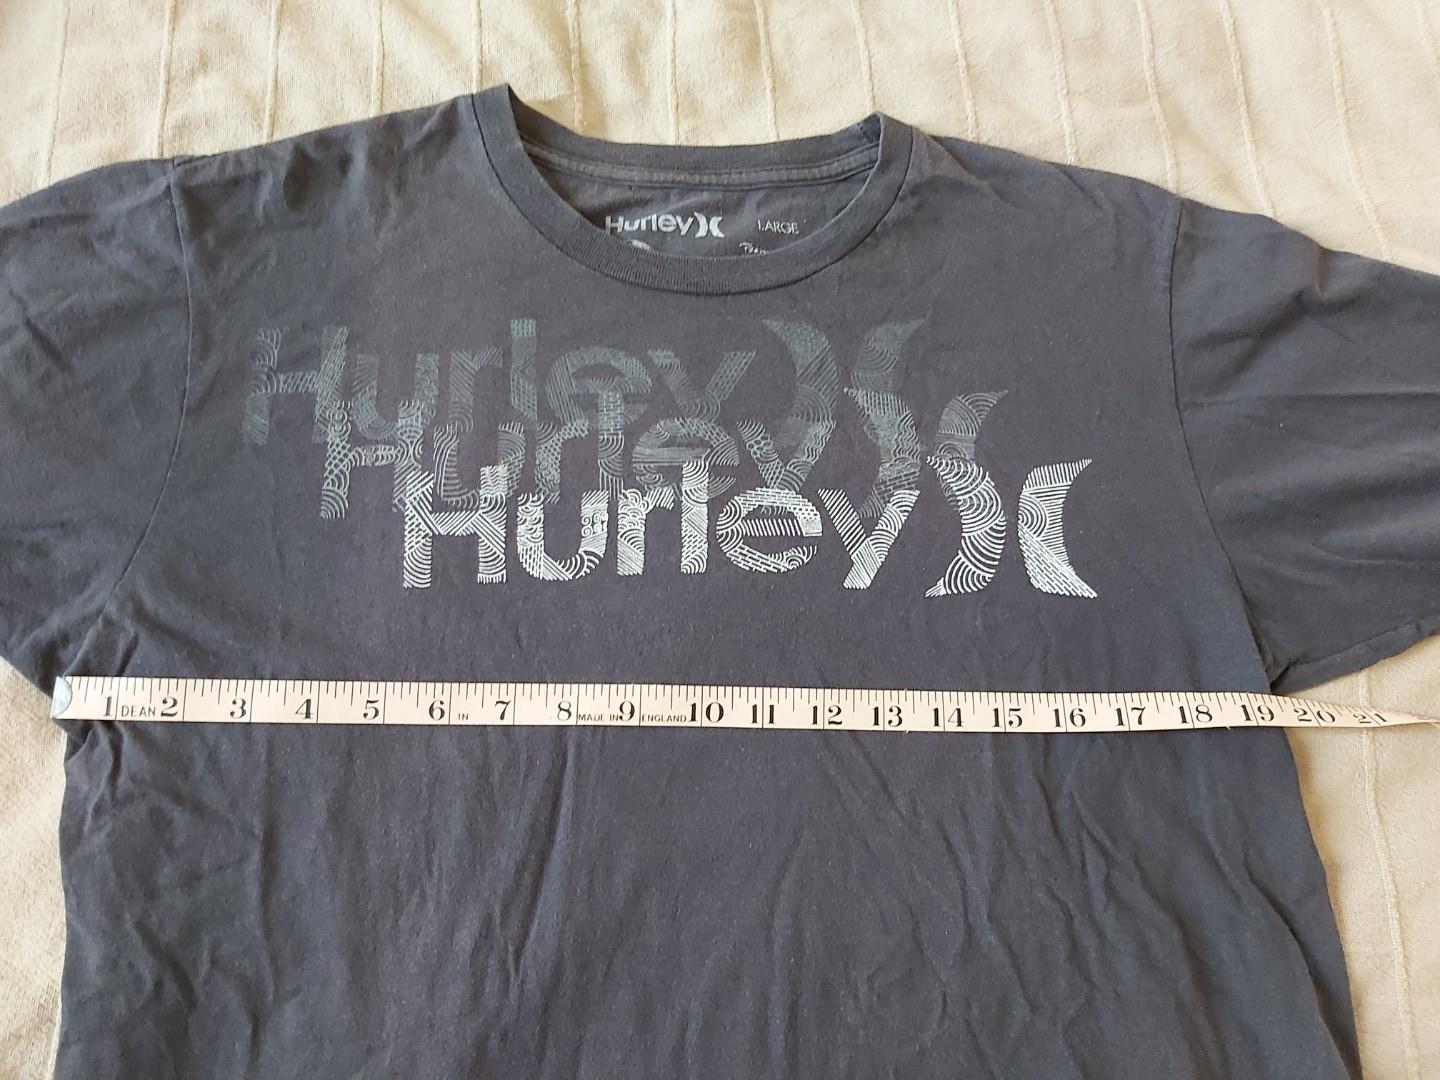 Hurley LARGE
Hurley
Hurley
Hurley
1 DEAN 2 3 4 5 6 IN 7 8 MADE IN 9 ENGLAND 10 11 12 13 14 15 16 17 18 19 20 21